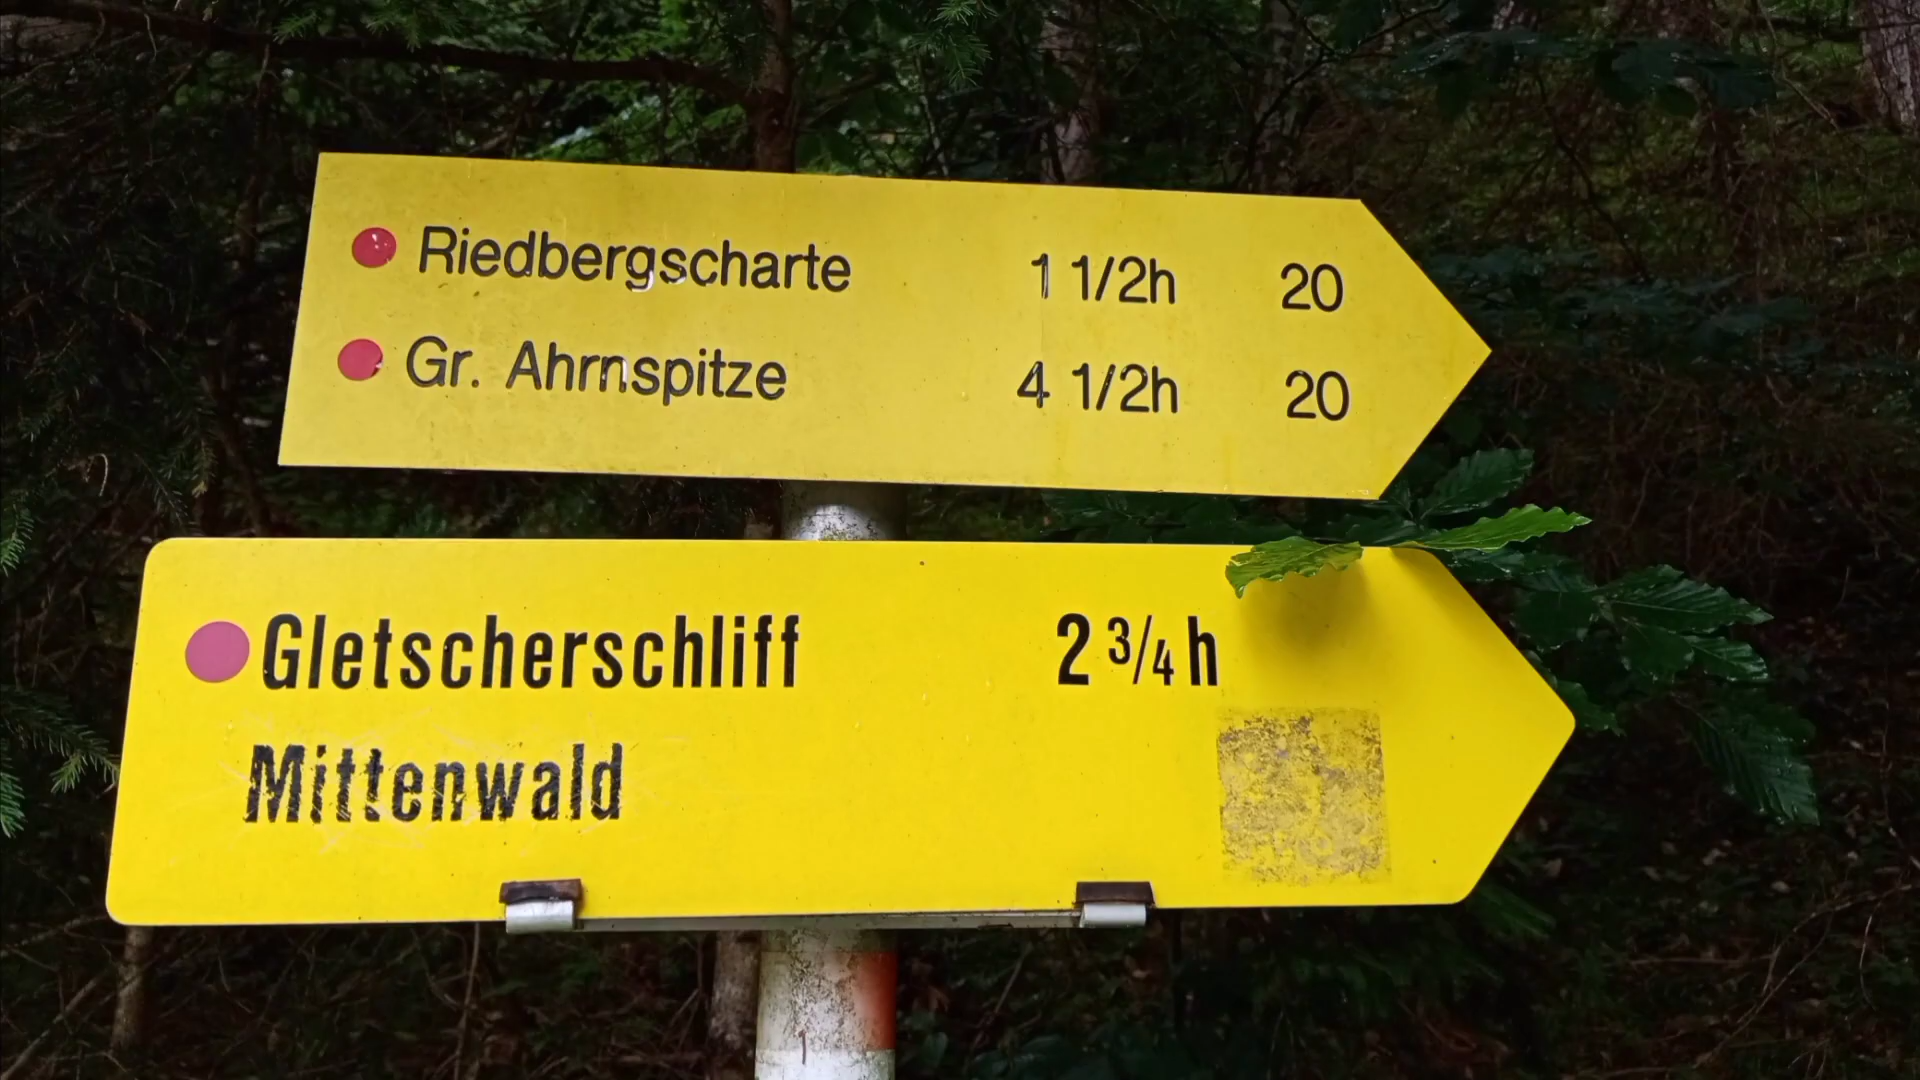 Riedbergscharte 1 1/2h 20
Gr. Ahrnspitze 4 1/2h 20
Gletscherschliff 2 3/4 h
Mittenwald